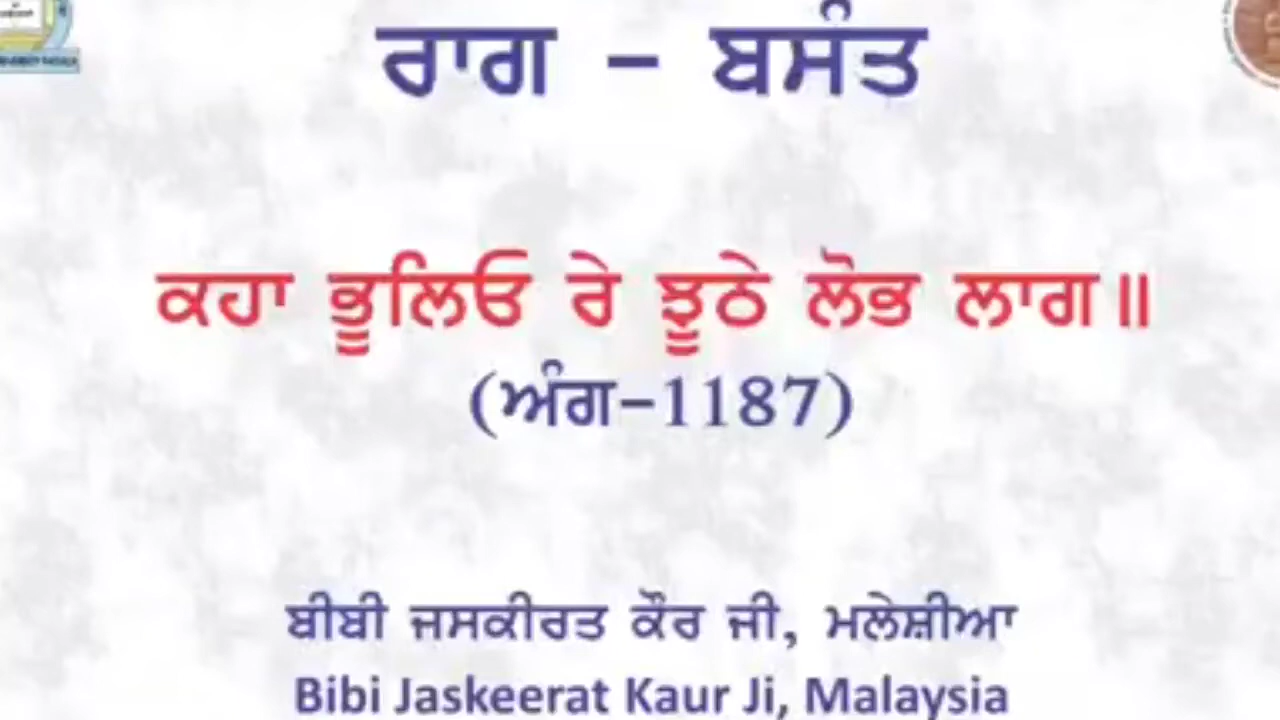 ਰਾਗ - ਬਸੰਤ
ਕਹਾ ਭੂਲਿਓ ਰੇ ਝੂਠੇ ਲੋਭ ਲਾਗ॥
(ਅੰਗ-1187)
ਬੀਬੀ ਜਸਕੀਰਤ ਕੌਰ ਜੀ, ਮਲੇਸ਼ੀਆ
Bibi Jaskeerat Kaur Ji, Malaysia